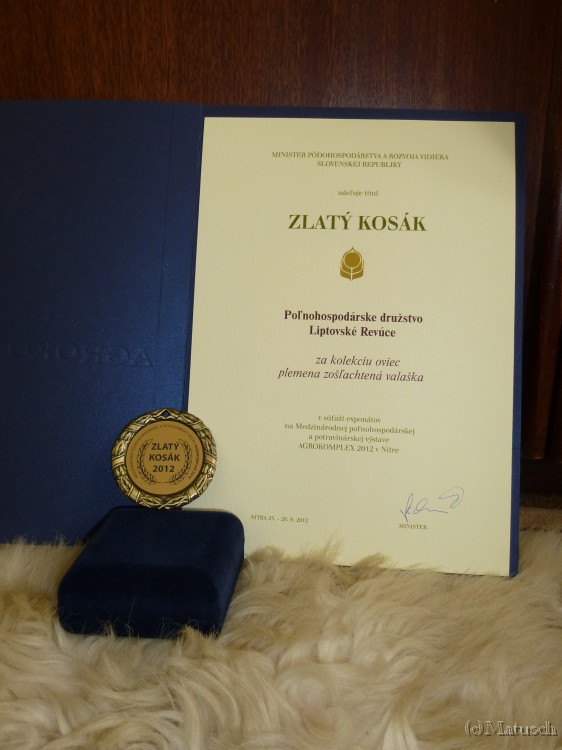 MINISTER PÔDOHOSPODÁRSTVA A ROZVOJA VIDIEKA
SLOVENSKEJ REPUBLIKY
udeľuje titul
ZLATÝ KOSÁK
Poľnohospodárske družstvo
Liptovské Revúce
za kolekciu oviec
plemena zošľachtená valaška
v súťaži exponátov
na Medzinárodnej poľnohospodárskej
a potravinárskej výstave
AGROKOMPLEX 2012 v Nitre
NITRA 23. - 26. 8. 2012
MINISTER
ZLATÝ
KOSÁK
2012
(c) Matusch